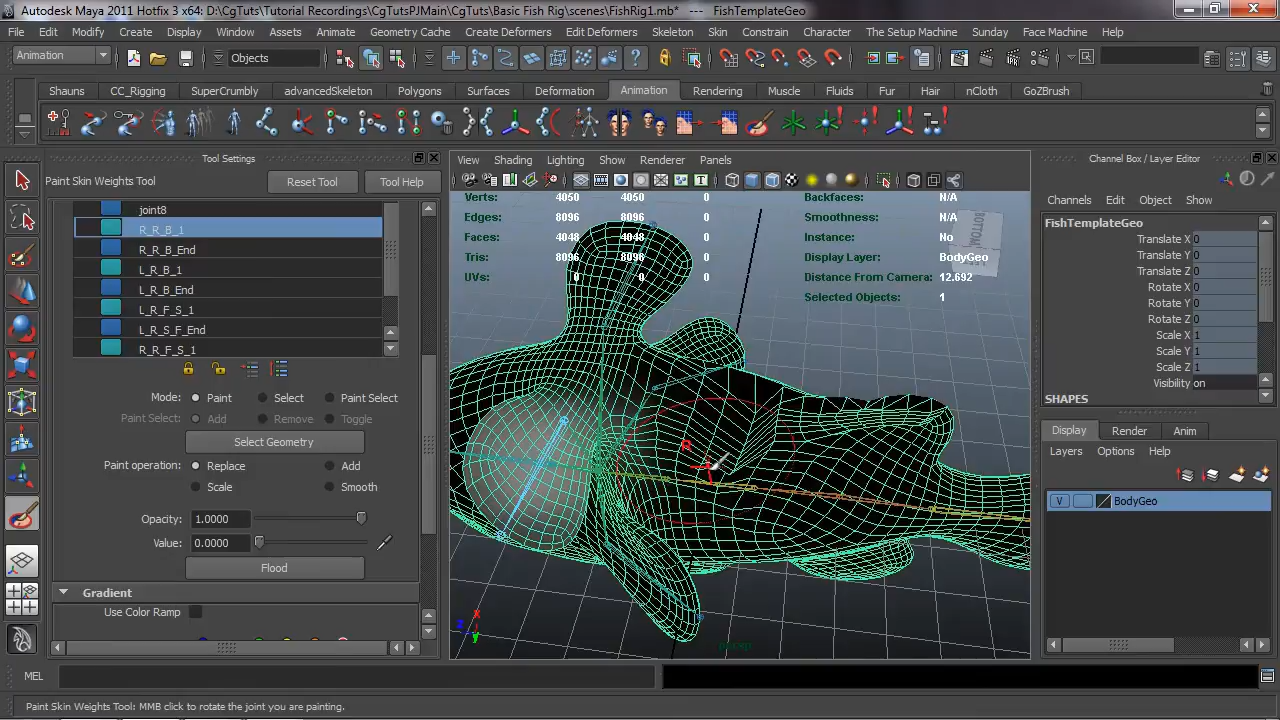 Autodesk Maya 2011 Hotfix 3 x64: D:\CgTuts\Tutorial Recordings\CgTutsPJMain\CgTuts\Basic Fish Rig\scenes\FishRig1.mb* --- FishTemplateGeo
File Edit Modify Create Display Window Assets Animate Geometry Cache Create Deformers Edit Deformers Skeleton Skin Constrain Character The Setup Machine Sunday Face Machine Help
Animation Objects
Shauns CC_Rigging SuperCrumbly advancedSkeleton Polygons Surfaces Deformation Animation Rendering Muscle Fluids Fur Hair nCloth GoZBrush
Tool Settings
Paint Skin Weights Tool Reset Tool Tool Help
joint8
R_R_B_1
R_R_B_End
L_R_B_1
L_R_B_End
L_R_F_S_1
L_R_S_F_End
R_R_F_S_1
Mode: Paint Select Paint Select
Paint Select: Add Remove Toggle
Select Geometry
Paint operation: Replace Add
Scale Smooth
Opacity: 1.0000
Value: 0.0000
Flood
Gradient
Use Color Ramp
View Shading Lighting Show Renderer Panels
Verts: 4050 4050 0
Edges: 8096 8096 0
Faces: 4048 4048 0
Tris: 8096 8096 0
UVs: 0 0 0
Backfaces: N/A
Smoothness: N/A
Instance: No
Display Layer: BodyGeo
Distance From Camera: 12.692
Selected Objects: 1
BOTTOM
persp
x
y
z
Channel Box / Layer Editor
Channels Edit Object Show
FishTemplateGeo
Translate X 0
Translate Y 0
Translate Z 0
Rotate X 0
Rotate Y 0
Rotate Z 0
Scale X 1
Scale Y 1
Scale Z 1
Visibility on
SHAPES
Display Render Anim
Layers Options Help
V BodyGeo
MEL
Paint Skin Weights Tool: MMB click to rotate the joint you are painting.